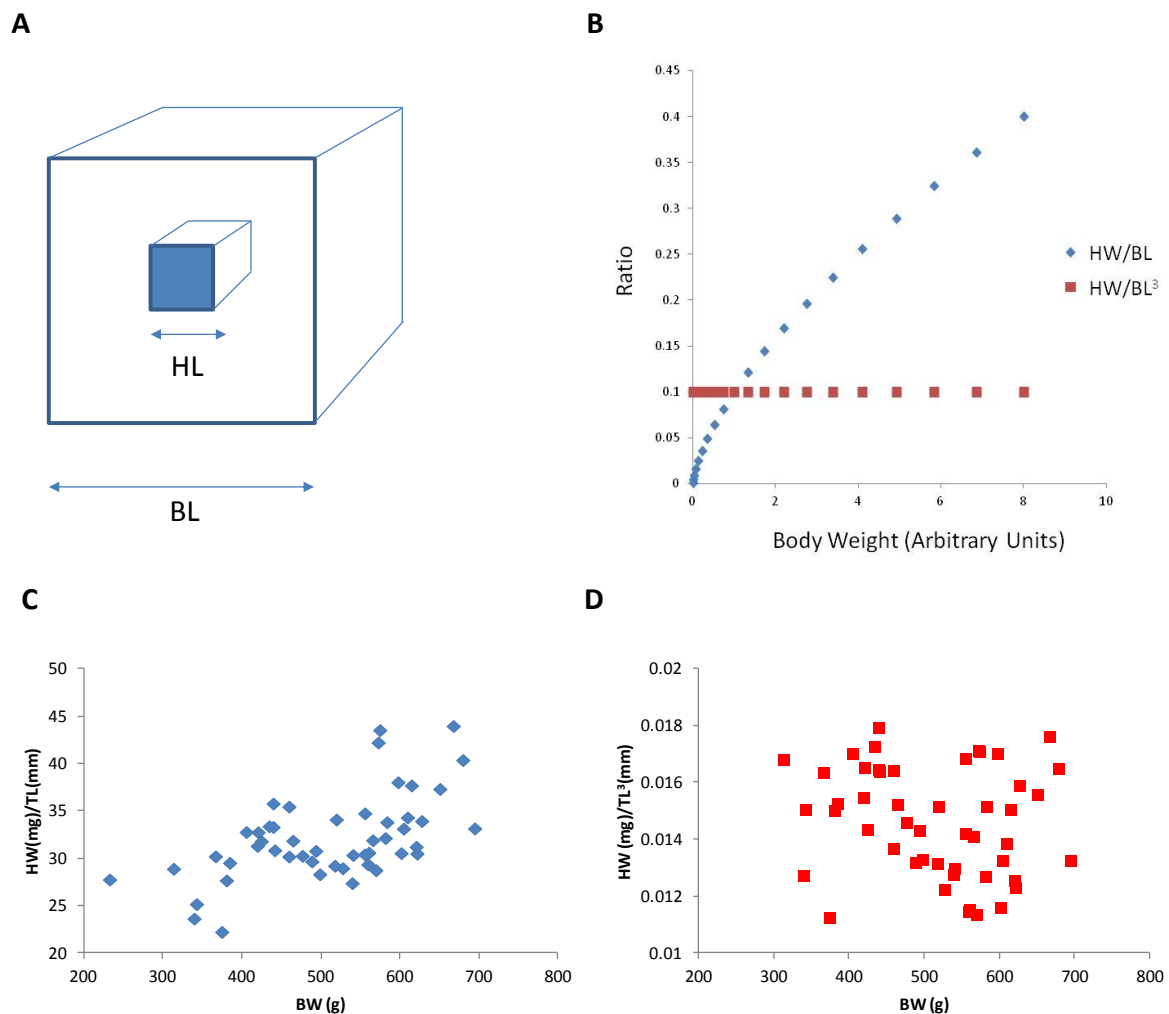 A
HL
BL
B
0.45
0.4
0.35
0.3
0.25
0.2
0.15
0.1
0.05
0
Ratio
0 2 4 6 8 10
Body Weight (Arbitrary Units)
HW/BL
HW/BL³
C
50
45
40
35
30
25
20
HW(mg)/TL(mm)
200 300 400 500 600 700 800
BW (g)
D
0.02
0.018
0.016
0.014
0.012
0.01
HW (mg)/TL³(mm)
200 300 400 500 600 700 800
BW (g)